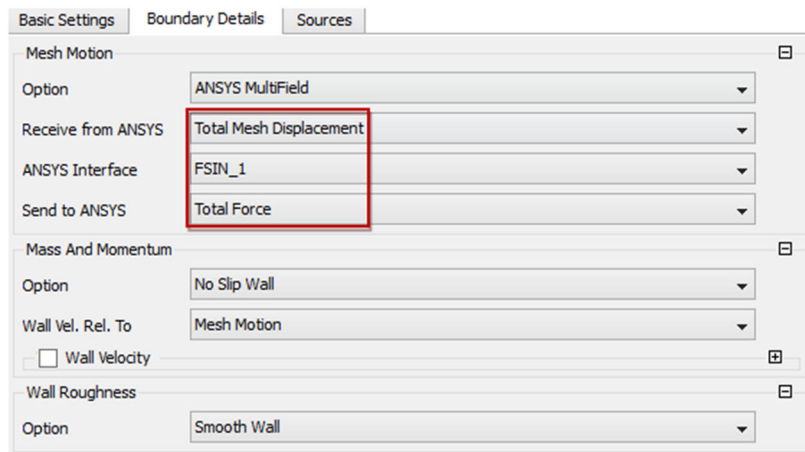 Basic Settings Boundary Details Sources
Mesh Motion
Option ANSYS MultiField
Receive from ANSYS Total Mesh Displacement
ANSYS Interface FSIN_1
Send to ANSYS Total Force
Mass And Momentum
Option No Slip Wall
Wall Vel. Rel. To Mesh Motion
Wall Velocity
Wall Roughness
Option Smooth Wall